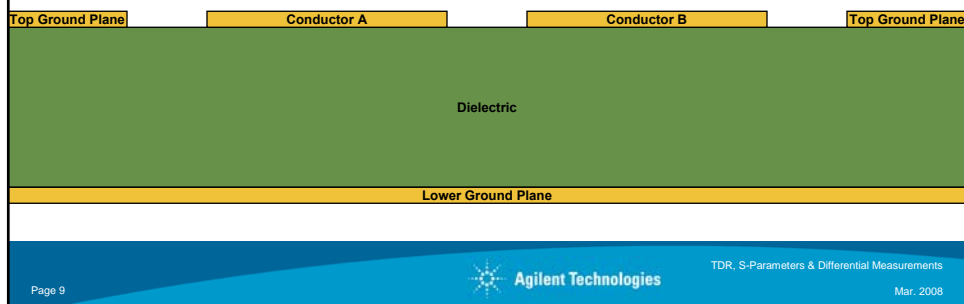 Top Ground Plane Conductor A Conductor B Top Ground Plane
Dielectric
Lower Ground Plane
TDR, S-Parameters & Differential Measurements
Agilent Technologies
Page 9 Mar. 2008